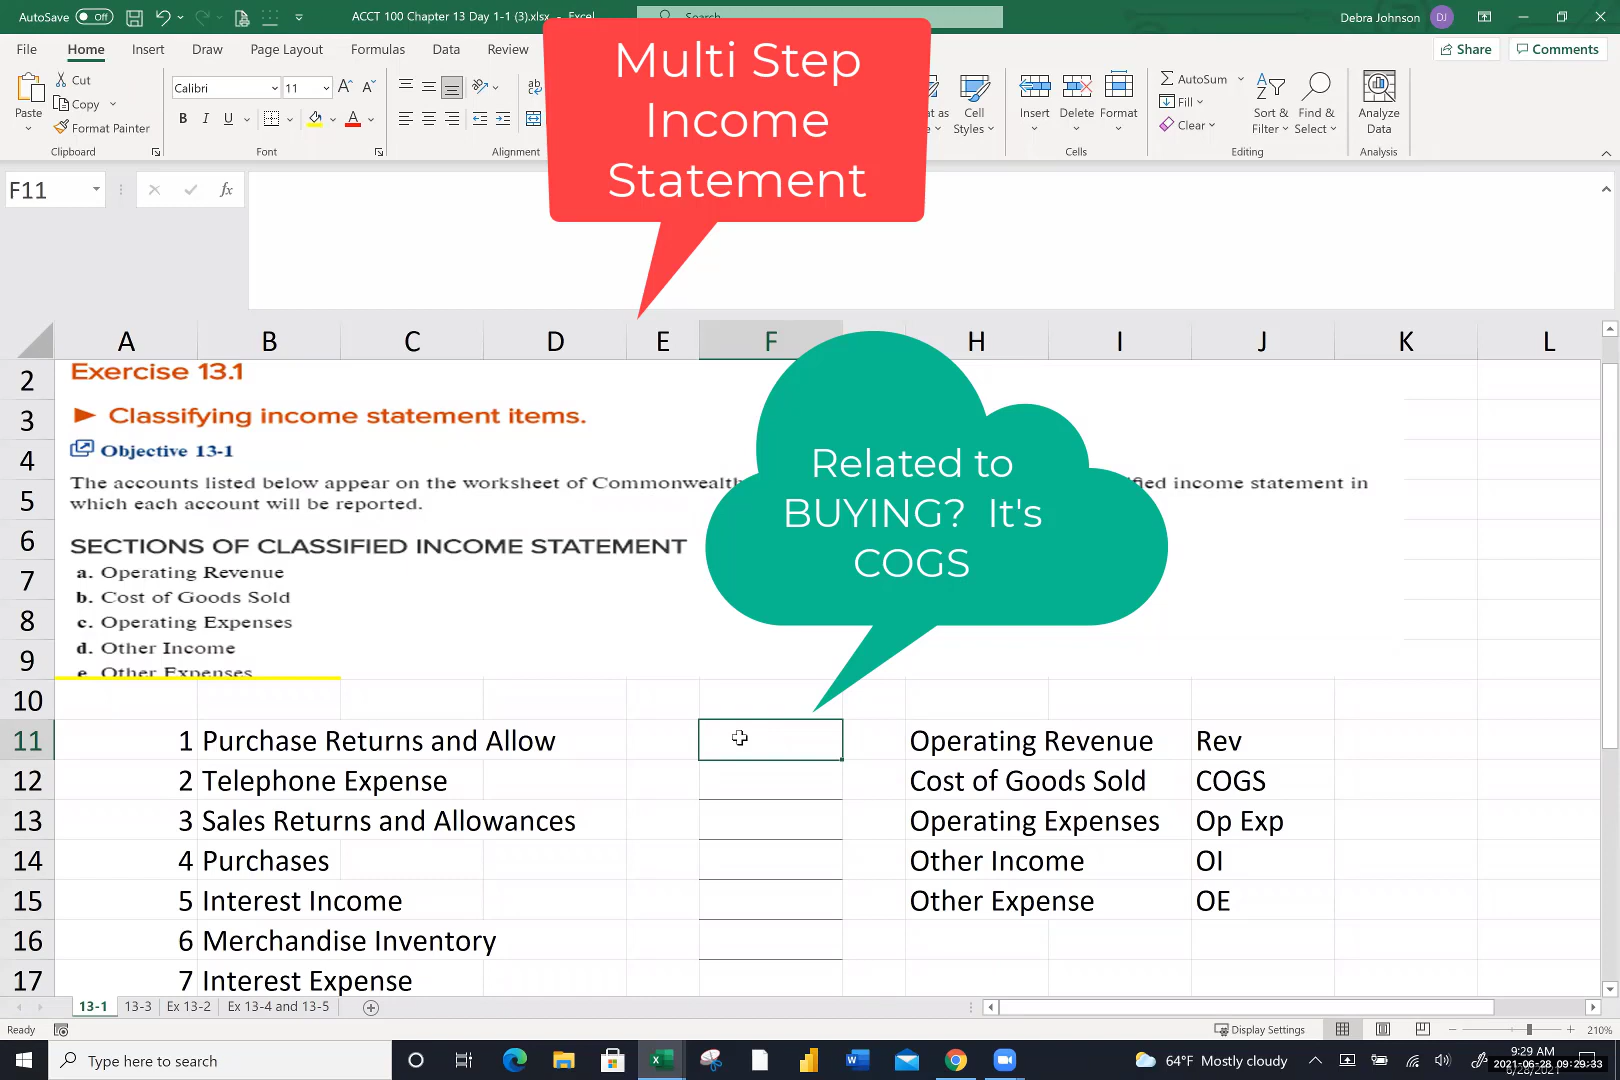 AutoSave Off
ACCT 100 Chapter 13 Day 1-1 (3).xlsx - Excel
Search
Debra Johnson DJ
File Home Insert Draw Page Layout Formulas Data Review
Share Comments
Multi Step
Income
Statement
Paste
Cut
Copy
Format Painter
Clipboard
Calibri 11
B I U
Font
Alignment
ab
Styles
Cell
Styles
Insert Delete Format
Cells
AutoSum
Fill
Clear
Sort &
Filter
Find &
Select
Editing
Analyze
Data
Analysis
F11 fx
A B C D E F H I J K L
2 Exercise 13.1
3 Classifying income statement items.
4 Objective 13-1
5 The accounts listed below appear on the worksheet of Commonwealth income statement in
which each account will be reported.
Related to
BUYING? It's
COGS
6 SECTIONS OF CLASSIFIED INCOME STATEMENT
7 a. Operating Revenue
b. Cost of Goods Sold
8 c. Operating Expenses
9 d. Other Income
e. Other Expenses
10
11 1 Purchase Returns and Allow Operating Revenue Rev
12 2 Telephone Expense Cost of Goods Sold COGS
13 3 Sales Returns and Allowances Operating Expenses Op Exp
14 4 Purchases Other Income OI
15 5 Interest Income Other Expense OE
16 6 Merchandise Inventory
17 7 Interest Expense
13-1 13-3 Ex 13-2 Ex 13-4 and 13-5
Ready
Display Settings
210%
Type here to search
64°F Mostly cloudy
9:29 AM
2021-06-28 09:29:33